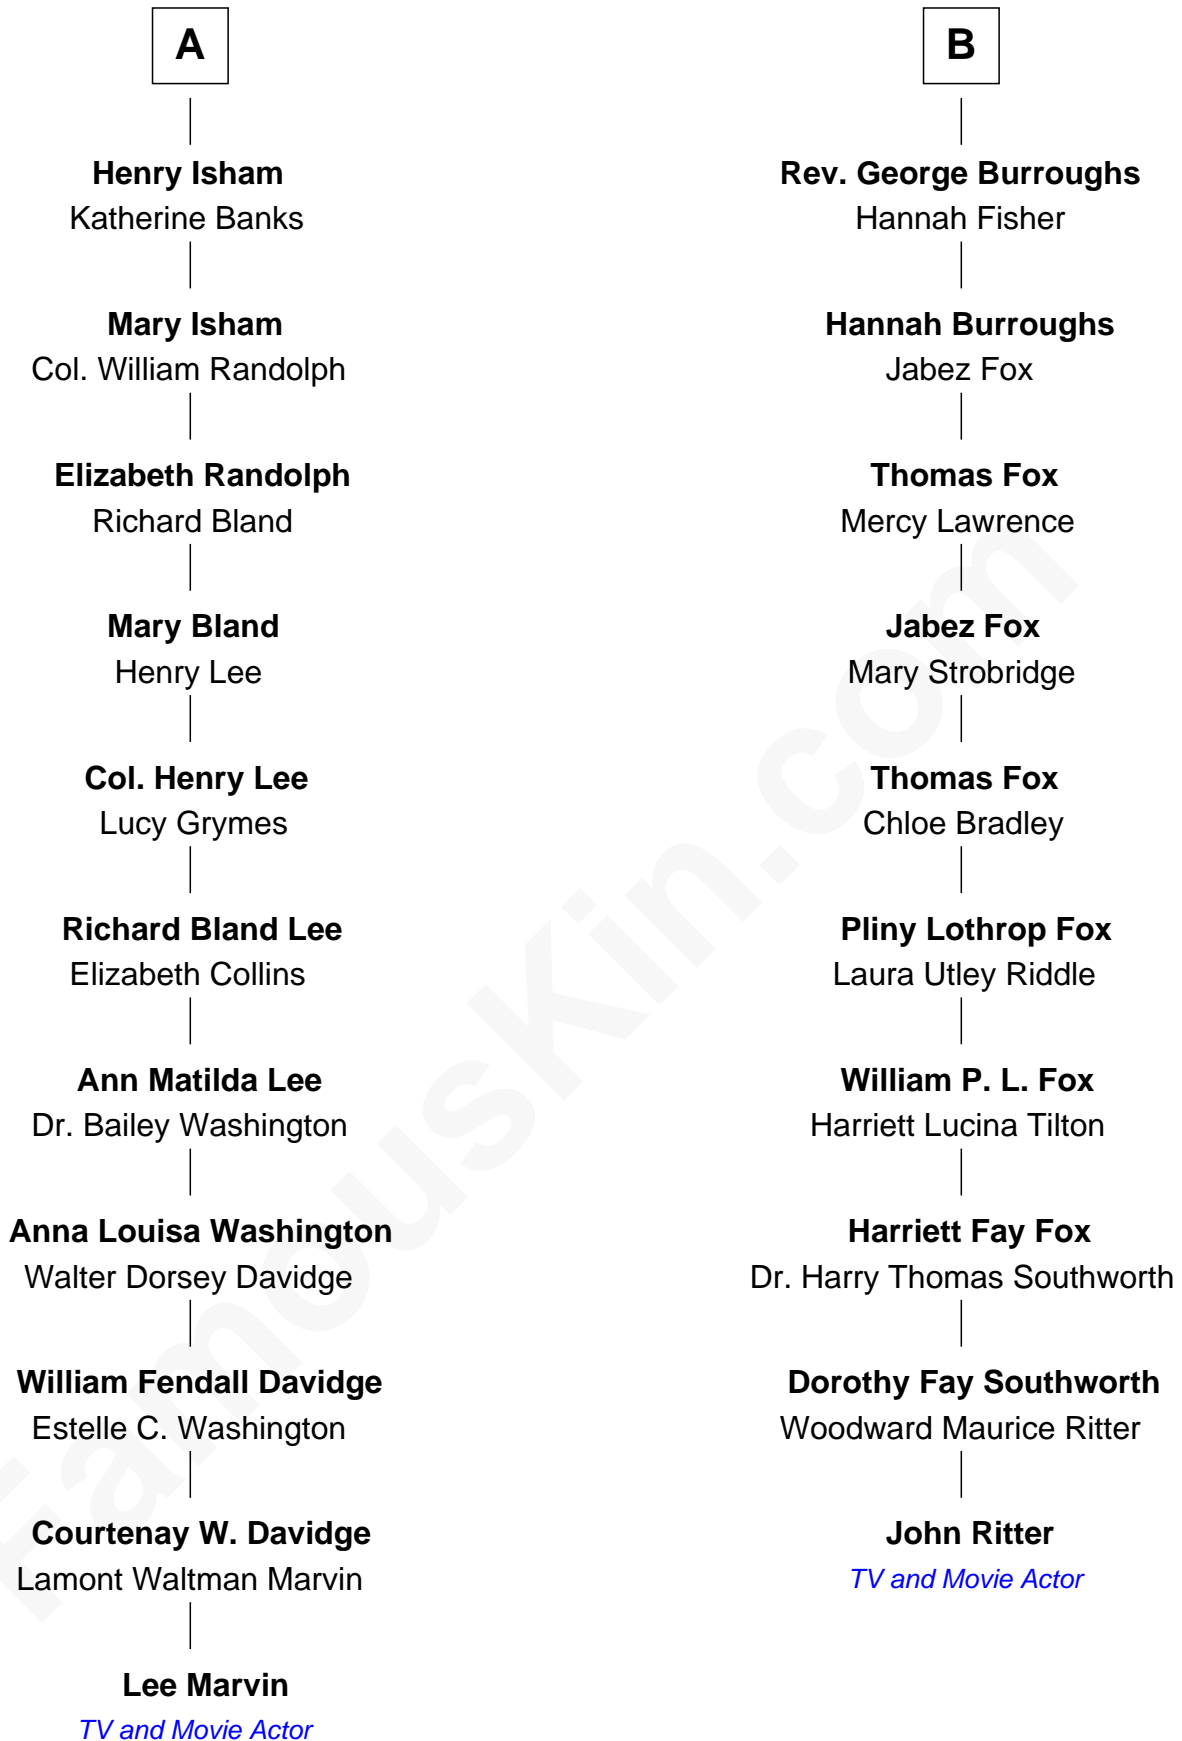 A
Henry Isham
Katherine Banks
Mary Isham
Col. William Randolph
Elizabeth Randolph
Richard Bland
Mary Bland
Henry Lee
Col. Henry Lee
Lucy Grymes
Richard Bland Lee
Elizabeth Collins
Ann Matilda Lee
Dr. Bailey Washington
Anna Louisa Washington
Walter Dorsey Davidge
William Fendall Davidge
Estelle C. Washington
Courtenay W. Davidge
Lamont Waltman Marvin
Lee Marvin
TV and Movie Actor
B
Rev. George Burroughs
Hannah Fisher
Hannah Burroughs
Jabez Fox
Thomas Fox
Mercy Lawrence
Jabez Fox
Mary Strobridge
Thomas Fox
Chloe Bradley
Pliny Lothrop Fox
Laura Utley Riddle
William P. L. Fox
Harriett Lucina Tilton
Harriett Fay Fox
Dr. Harry Thomas Southworth
Dorothy Fay Southworth
Woodward Maurice Ritter
John Ritter
TV and Movie Actor
FamousKin.com